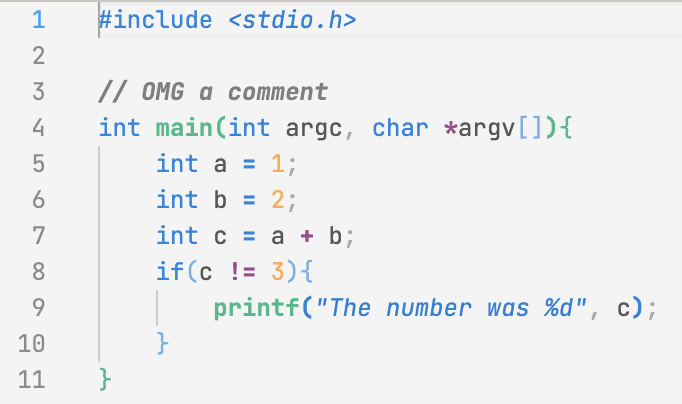 1 #include <stdio.h>
2
3 // OMG a comment
4 int main(int argc, char *argv[]){
5     int a = 1;
6     int b = 2;
7     int c = a + b;
8     if(c != 3){
9         printf("The number was %d", c);
10     }
11 }